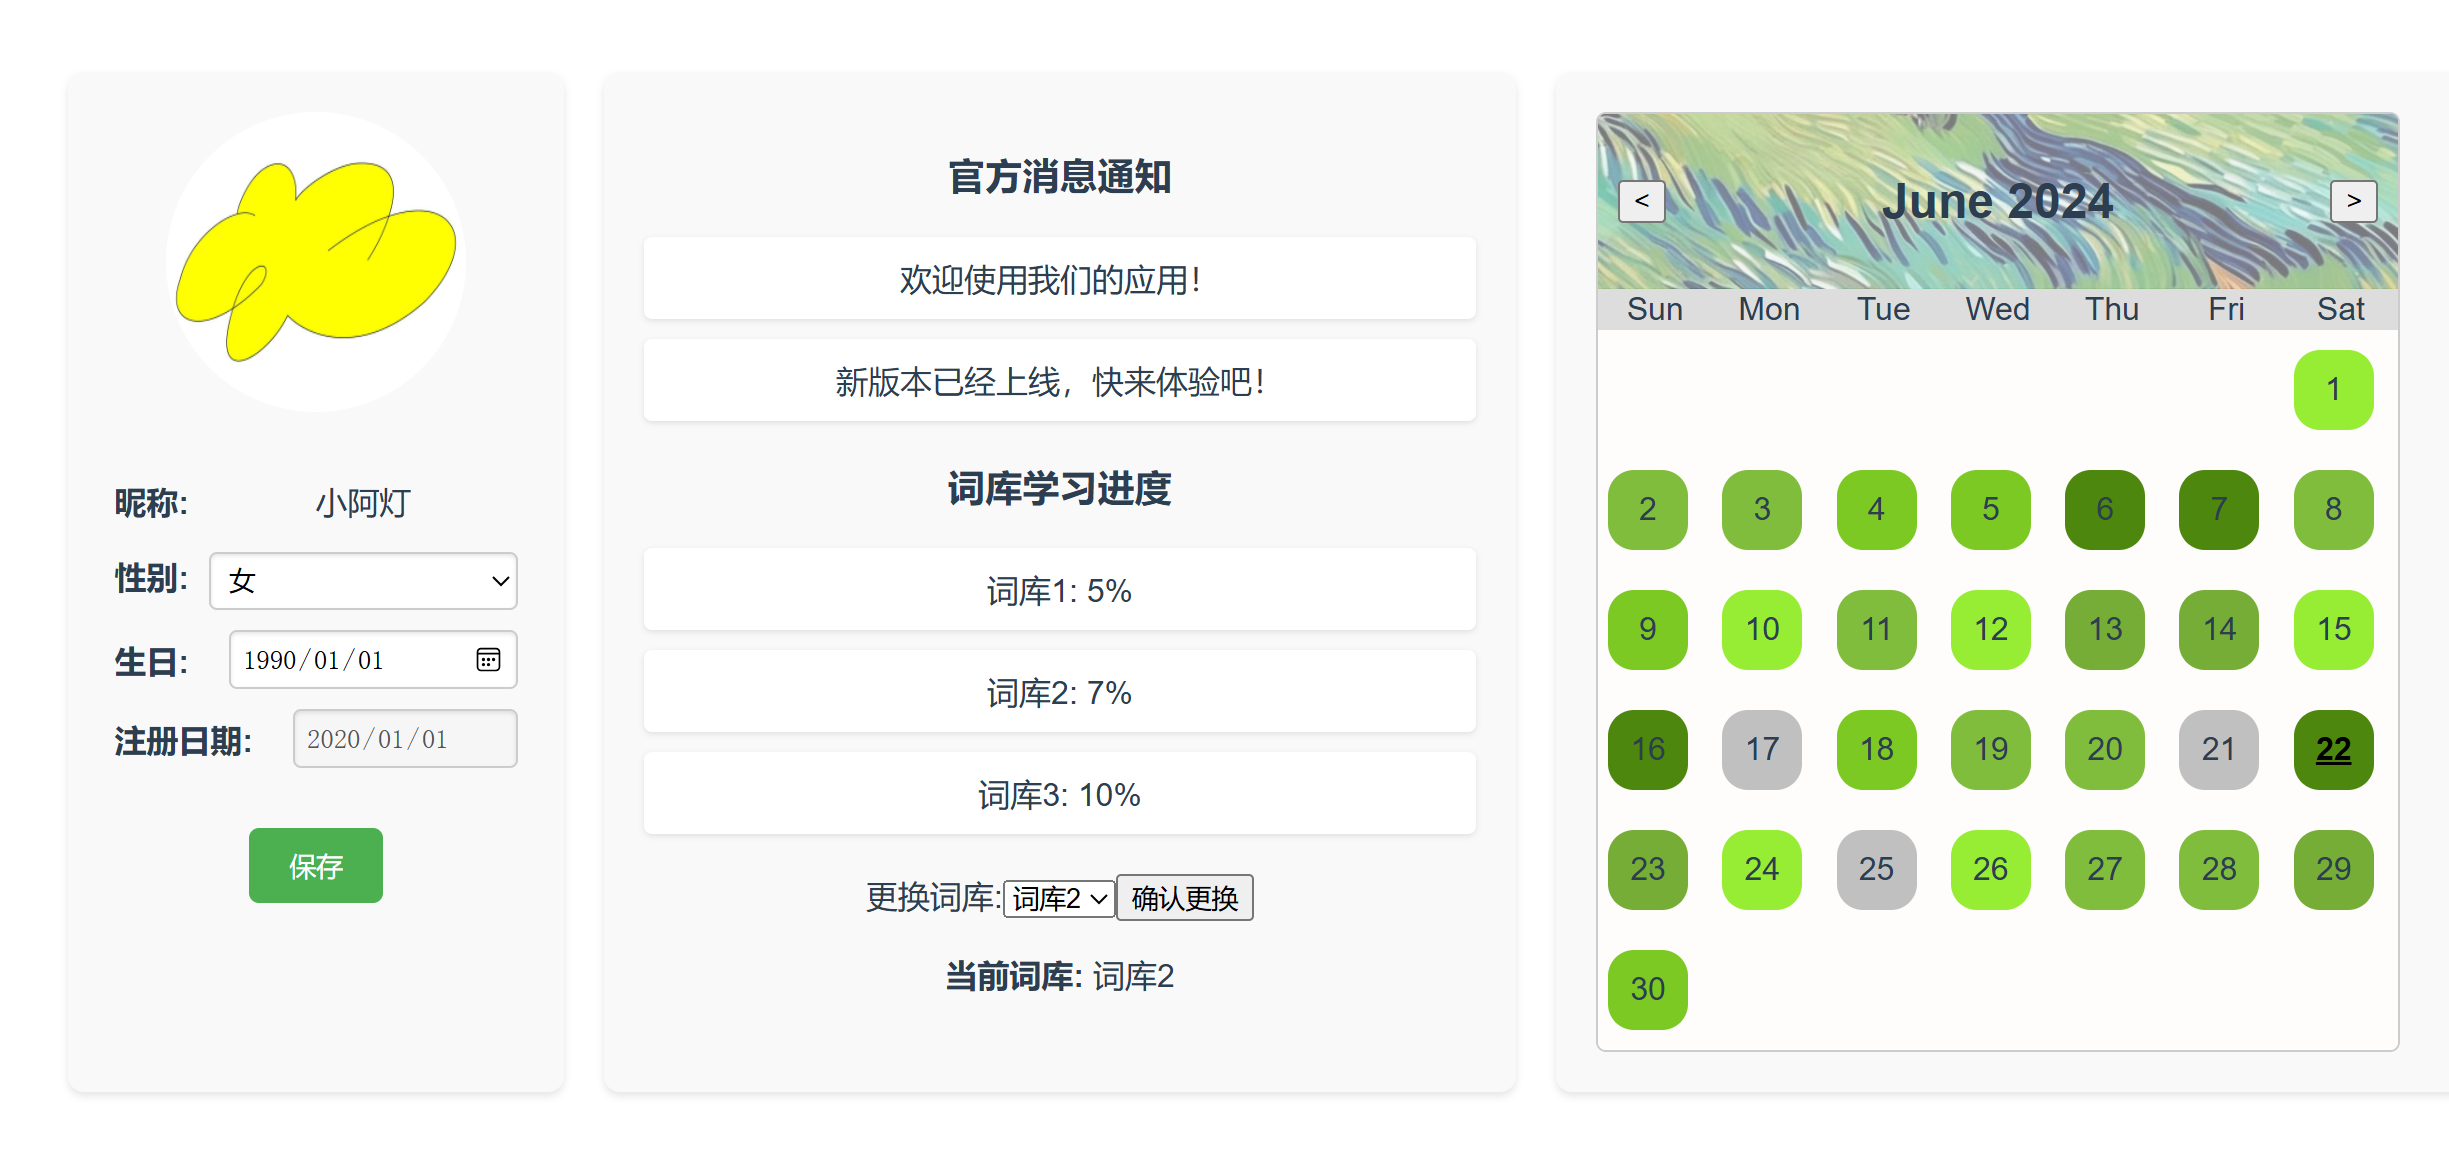 昵称:
小阿灯
性别:
女
生日:
1990/01/01
注册日期:
2020/01/01
保存
官方消息通知
欢迎使用我们的应用！
新版本已经上线，快来体验吧！
词库学习进度
词库1: 5%
词库2: 7%
词库3: 10%
更换词库: 词库2 确认更换
当前词库: 词库2
< June 2024 >
Sun Mon Tue Wed Thu Fri Sat
1
2 3 4 5 6 7 8
9 10 11 12 13 14 15
16 17 18 19 20 21 22
23 24 25 26 27 28 29
30